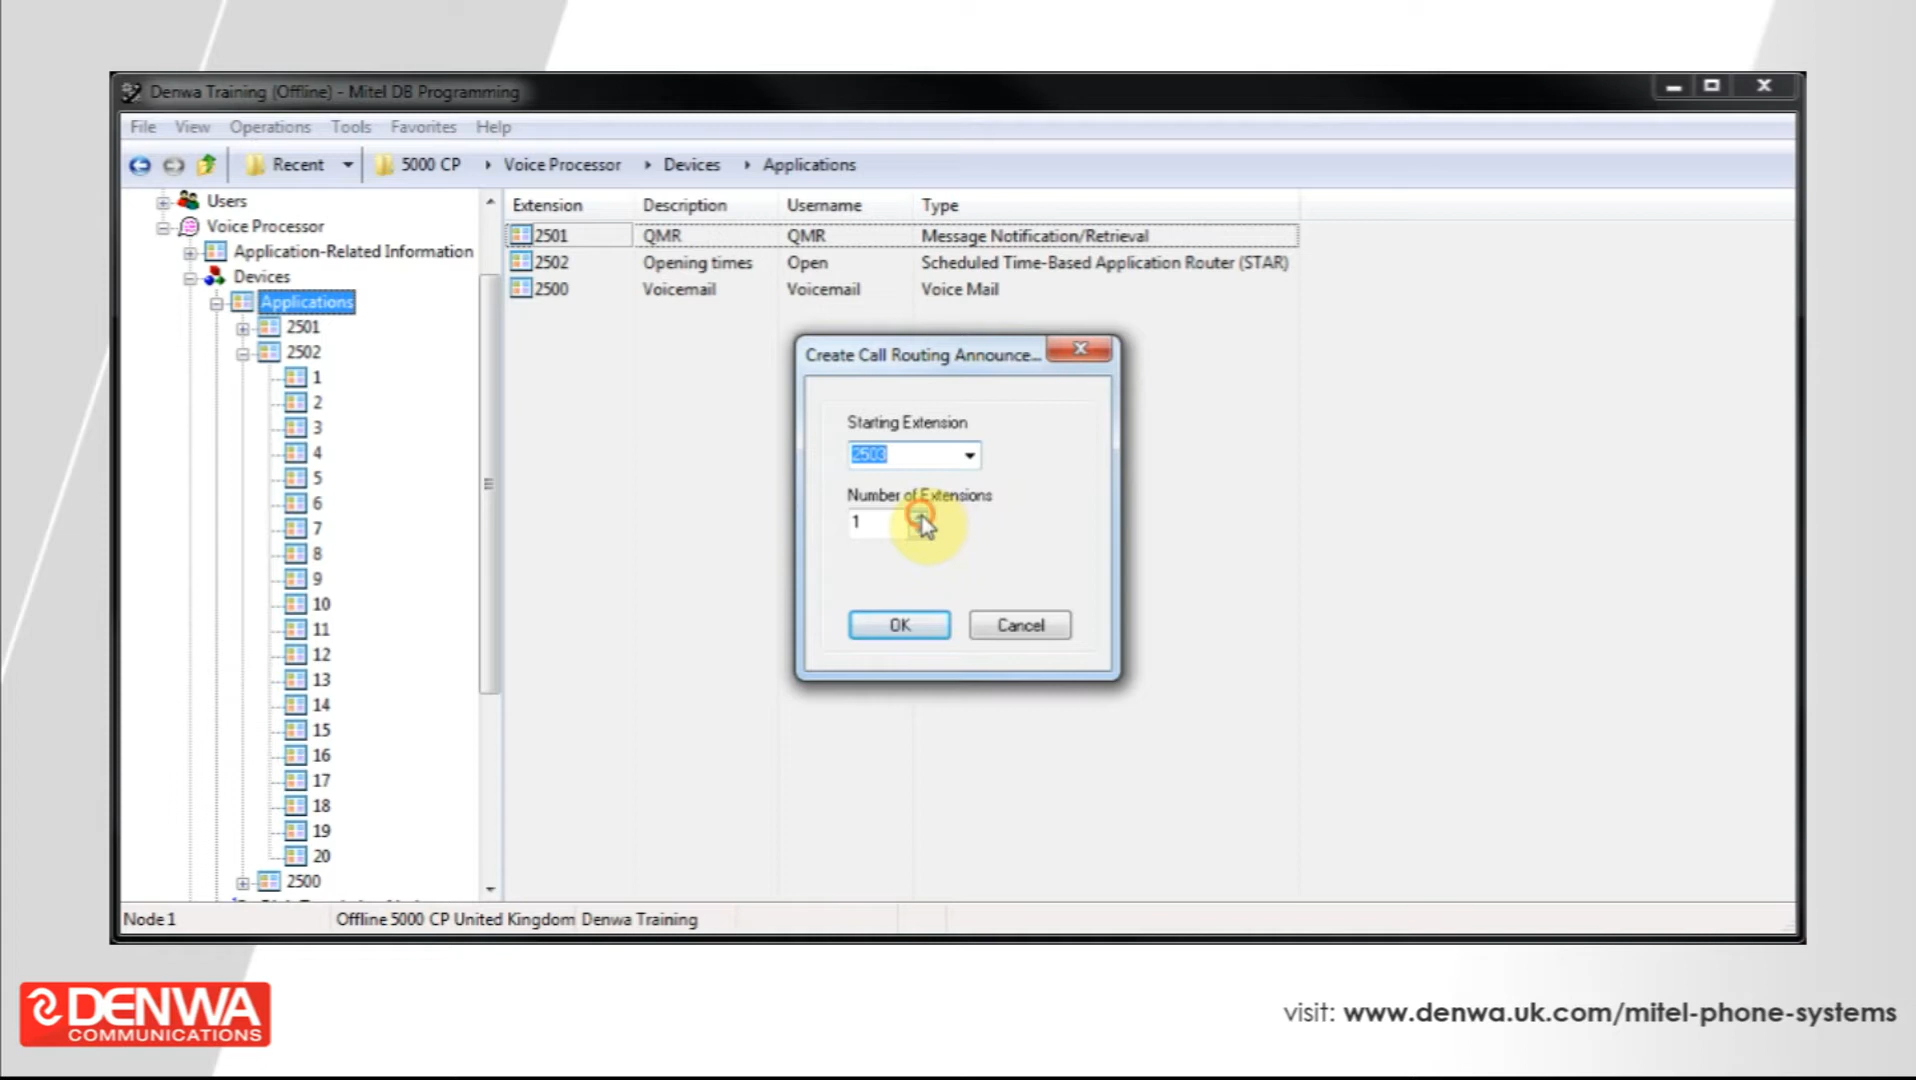 Denwa Training (Offline) - Mitel DB Programming
File View Operations Tools Favorites Help
Recent 5000 CP Voice Processor Devices Applications
Users
Voice Processor
Application-Related Information
Devices
Applications
2501
2502
1
2
3
4
5
6
7
8
9
10
11
12
13
14
15
16
17
18
19
20
2500
Extension Description Username Type
2501 QMR QMR Message Notification/Retrieval
2502 Opening times Open Scheduled Time-Based Application Router (STAR)
2500 Voicemail Voicemail Voice Mail
Create Call Routing Announce...
Starting Extension
2503
Number of Extensions
1
OK Cancel
Node 1 Offline 5000 CP United Kingdom Denwa Training
DENWA
COMMUNICATIONS
visit: www.denwa.uk.com/mitel-phone-systems